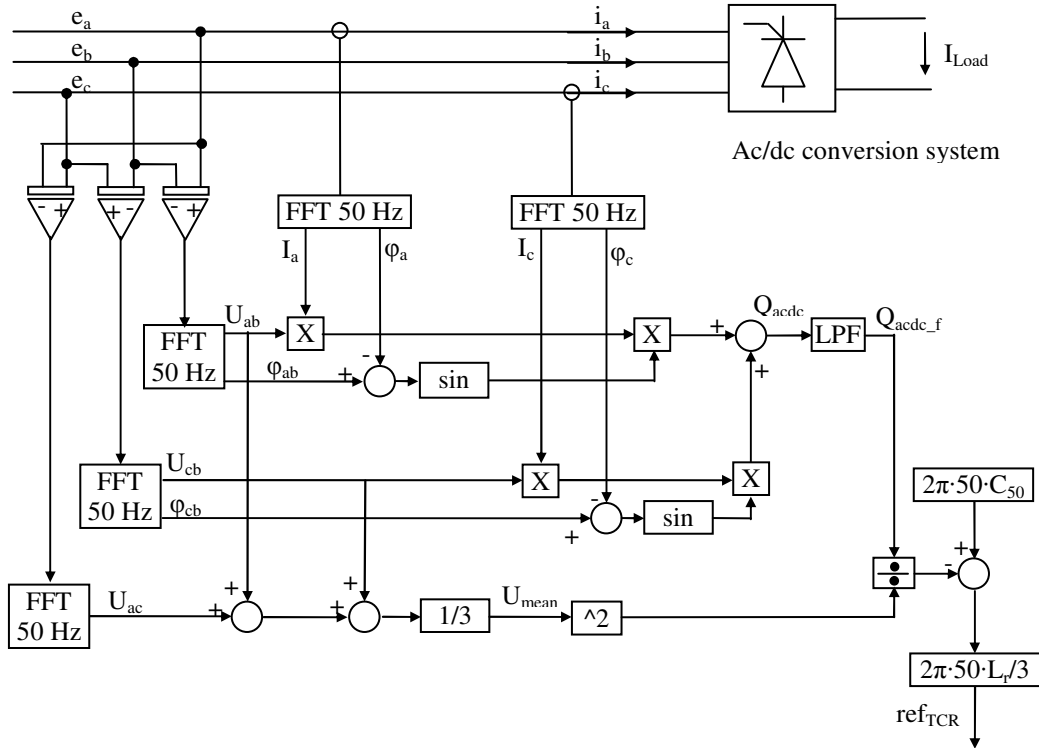 e_a i_a
e_b i_b I_Load
e_c i_c
Ac/dc conversion system
- + + - - +
FFT 50 Hz FFT 50 Hz
I_a φ_a I_c φ_c
U_ab X X + Q_acdc LPF Q_acdc_f
FFT
50 Hz
- +
φ_ab + sin
U_cb X X
FFT
50 Hz
2π·50·C_50
φ_cb - + sin
+ + + -
FFT
50 Hz
U_ac + + 1/3 U_mean ^2
2π·50·L_r/3
ref_TCR